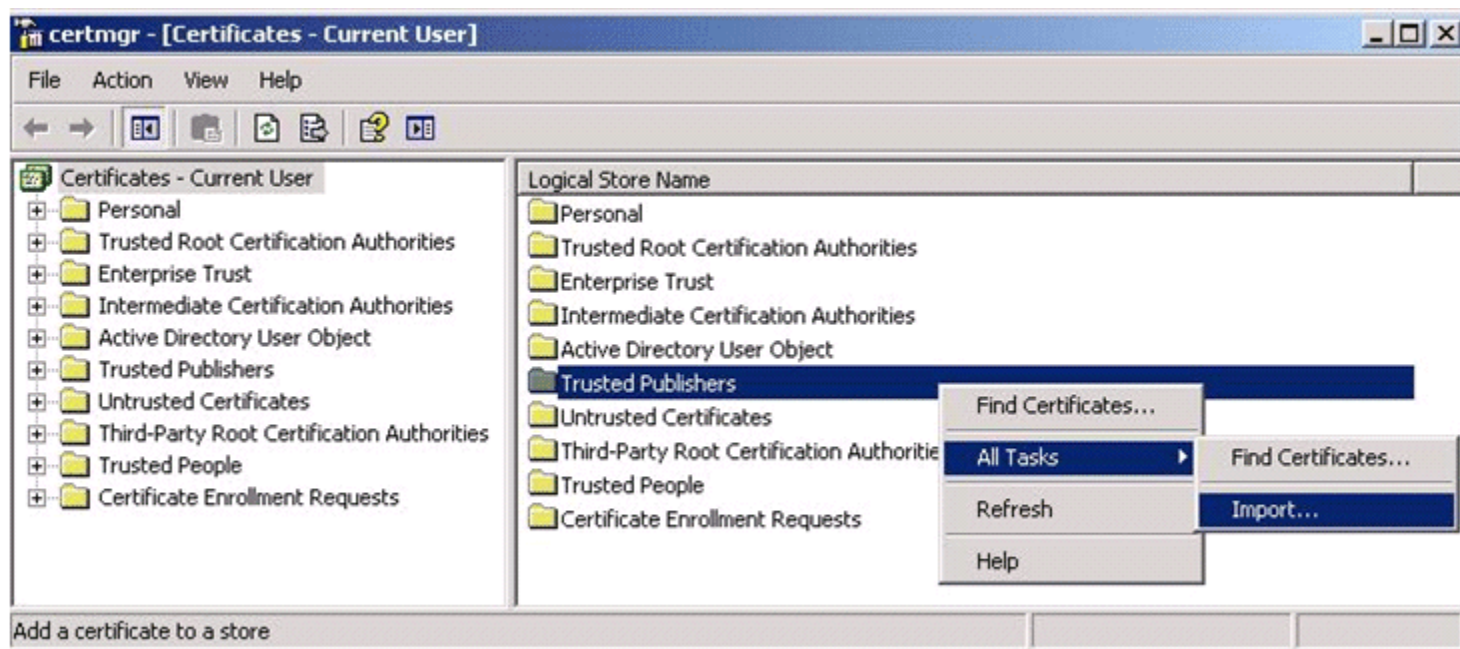 certmgr - [Certificates - Current User]
File Action View Help
Certificates - Current User
Personal
Trusted Root Certification Authorities
Enterprise Trust
Intermediate Certification Authorities
Active Directory User Object
Trusted Publishers
Untrusted Certificates
Third-Party Root Certification Authorities
Trusted People
Certificate Enrollment Requests
Logical Store Name
Personal
Trusted Root Certification Authorities
Enterprise Trust
Intermediate Certification Authorities
Active Directory User Object
Trusted Publishers
Untrusted Certificates
Third-Party Root Certification Authoritie
Trusted People
Certificate Enrollment Requests
Find Certificates...
All Tasks
Refresh
Help
Find Certificates...
Import...
Add a certificate to a store